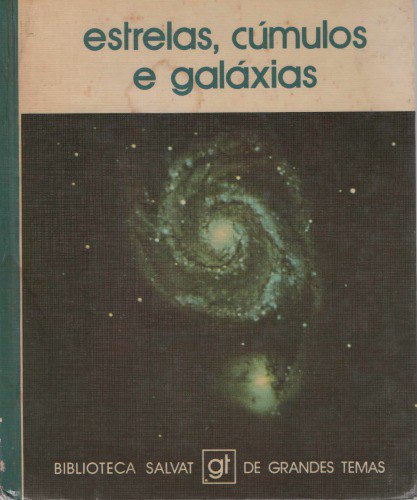 estrelas, cúmulos
e galáxias
BIBLIOTECA SALVAT gt DE GRANDES TEMAS